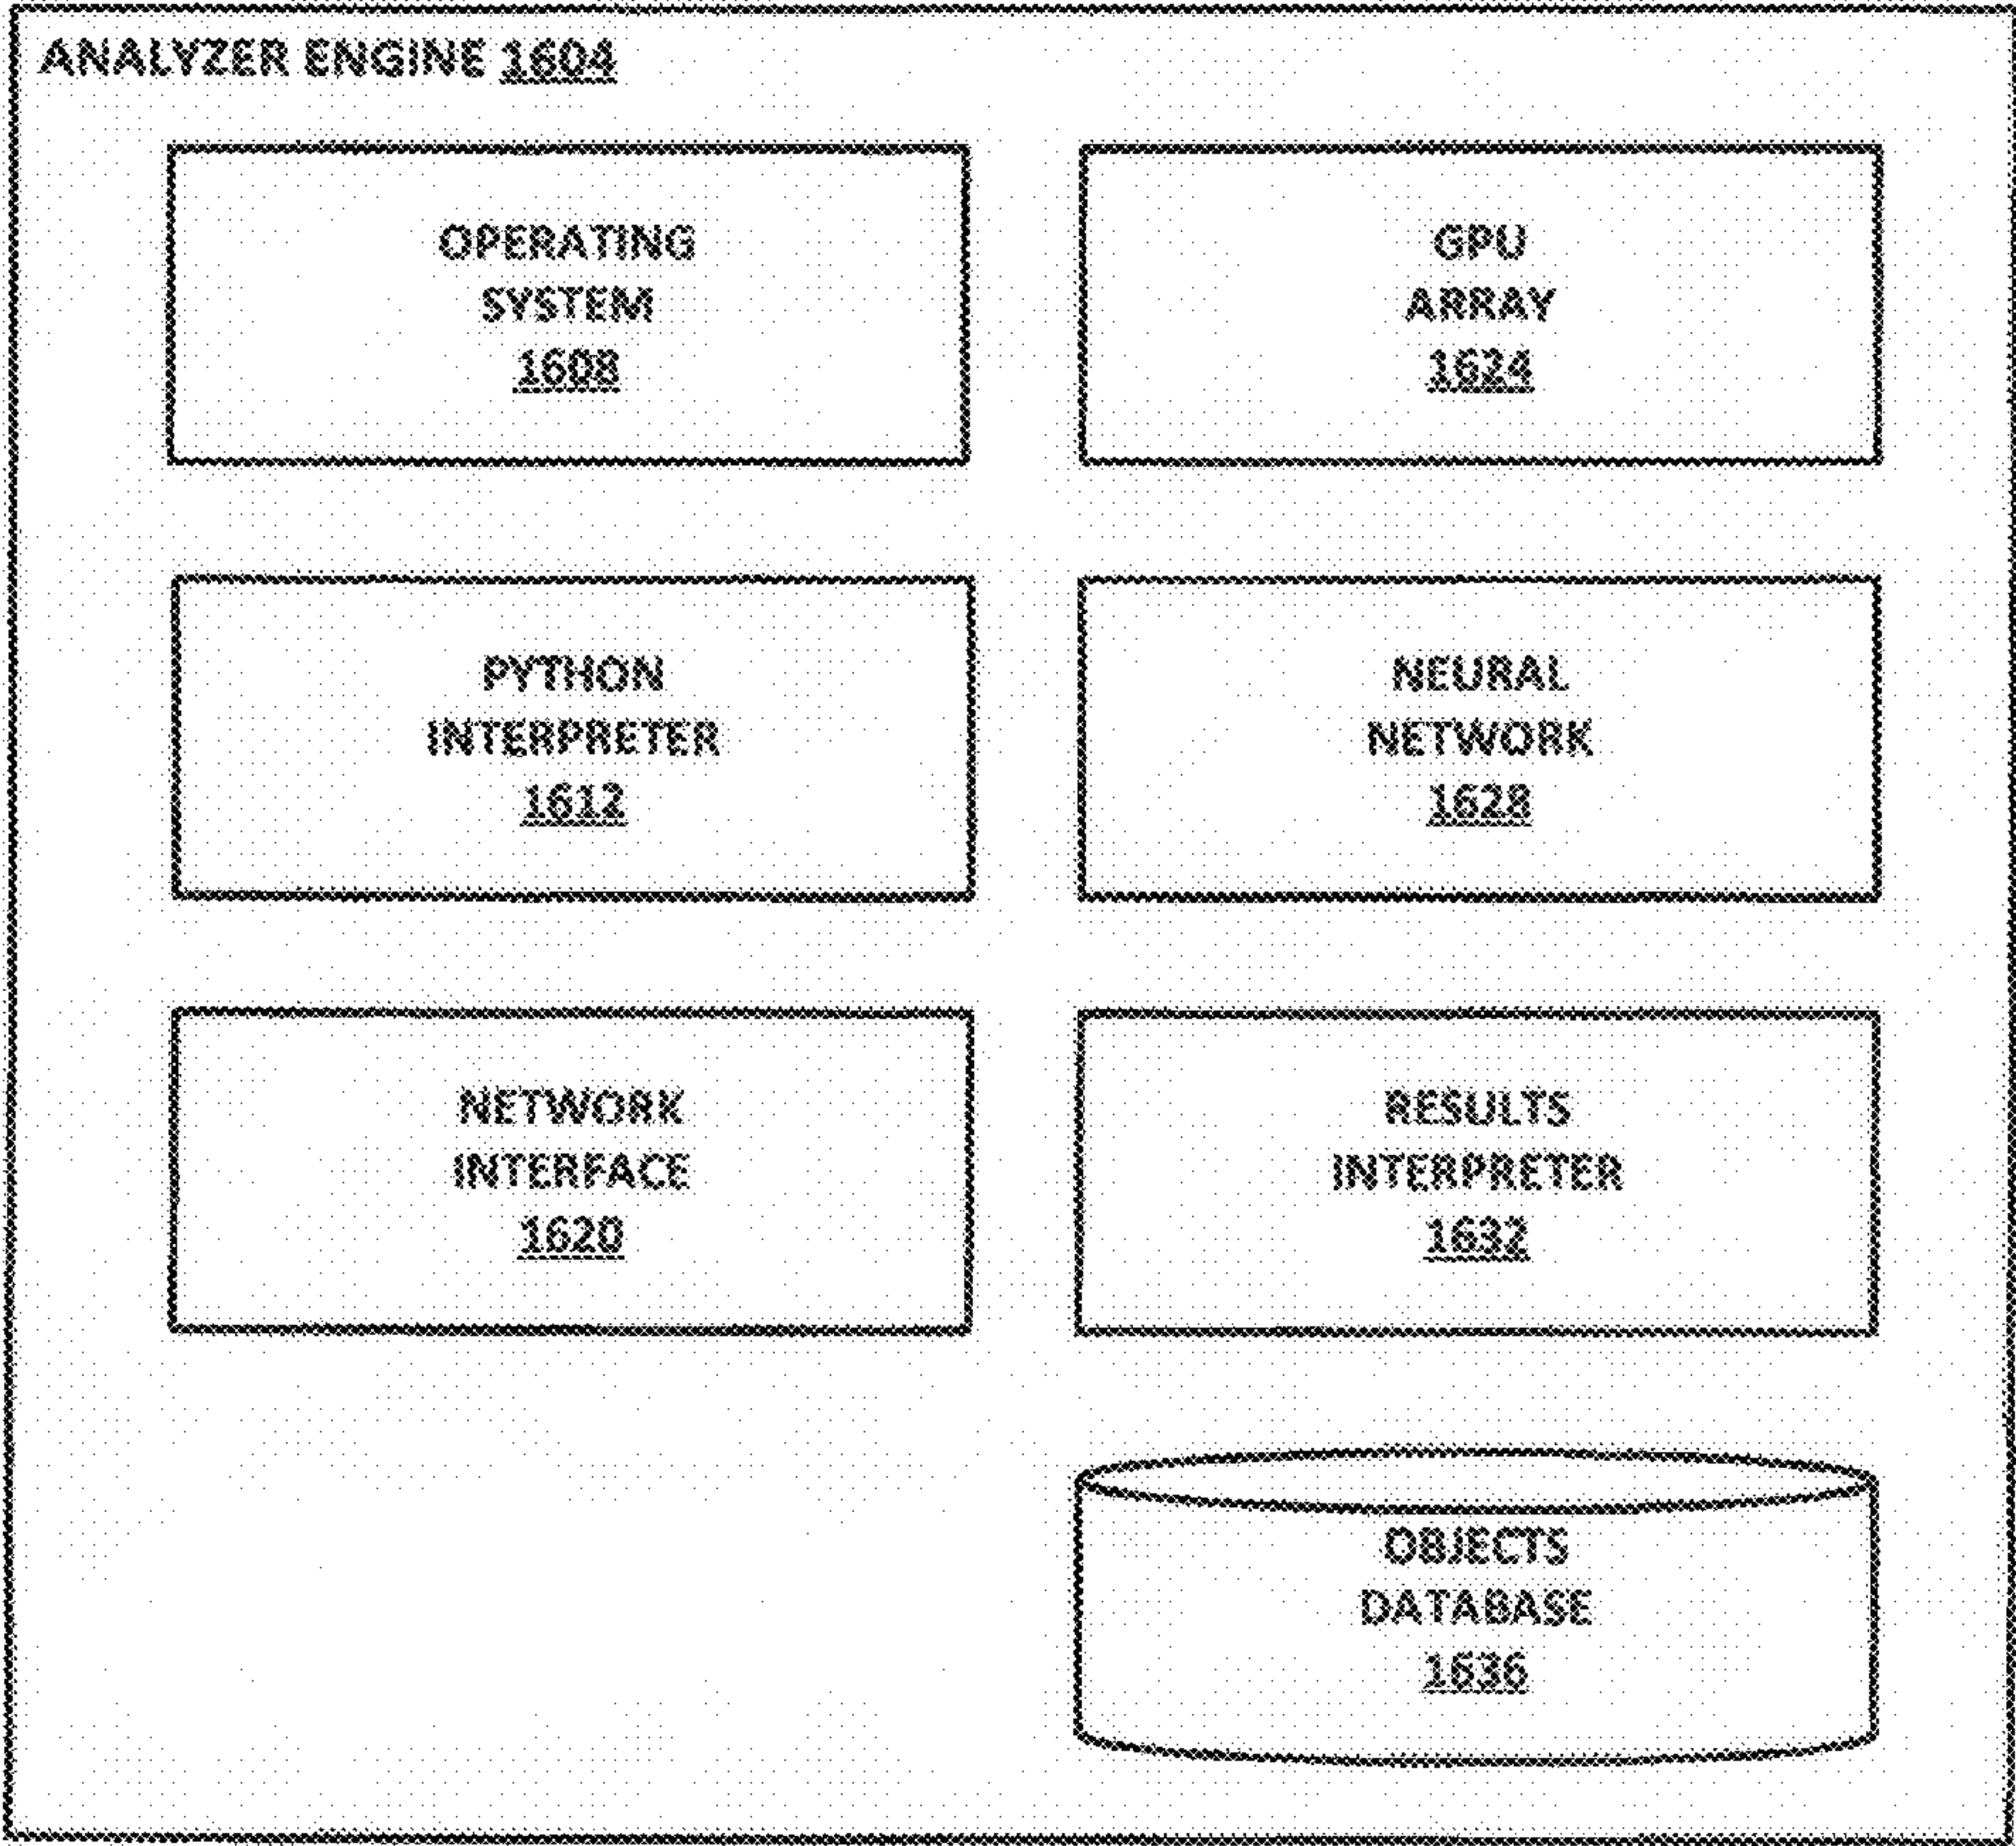 ANALYZER ENGINE 1604
OPERATING
SYSTEM
1608
GPU
ARRAY
1624
PYTHON
INTERPRETER
1612
NEURAL
NETWORK
1628
NETWORK
INTERFACE
1620
RESULTS
INTERPRETER
1632
OBJECTS
DATABASE
1636